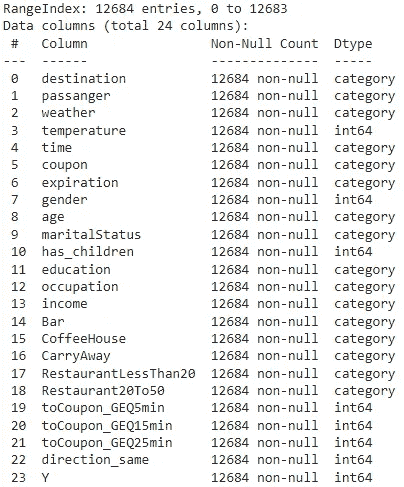 RangeIndex: 12684 entries, 0 to 12683
Data columns (total 24 columns):
 #   Column               Non-Null Count  Dtype
---  ------               --------------  -----
 0   destination          12684 non-null  category
 1   passanger            12684 non-null  category
 2   weather              12684 non-null  category
 3   temperature          12684 non-null  int64
 4   time                 12684 non-null  category
 5   coupon               12684 non-null  category
 6   expiration           12684 non-null  category
 7   gender               12684 non-null  int64
 8   age                  12684 non-null  category
 9   maritalStatus        12684 non-null  category
 10  has_children         12684 non-null  int64
 11  education            12684 non-null  category
 12  occupation           12684 non-null  category
 13  income               12684 non-null  category
 14  Bar                  12684 non-null  category
 15  CoffeeHouse          12684 non-null  category
 16  CarryAway            12684 non-null  category
 17  RestaurantLessThan20 12684 non-null  category
 18  Restaurant20To50     12684 non-null  category
 19  toCoupon_GEQ5min     12684 non-null  int64
 20  toCoupon_GEQ15min    12684 non-null  int64
 21  toCoupon_GEQ25min    12684 non-null  int64
 22  direction_same       12684 non-null  int64
 23  Y                    12684 non-null  int64